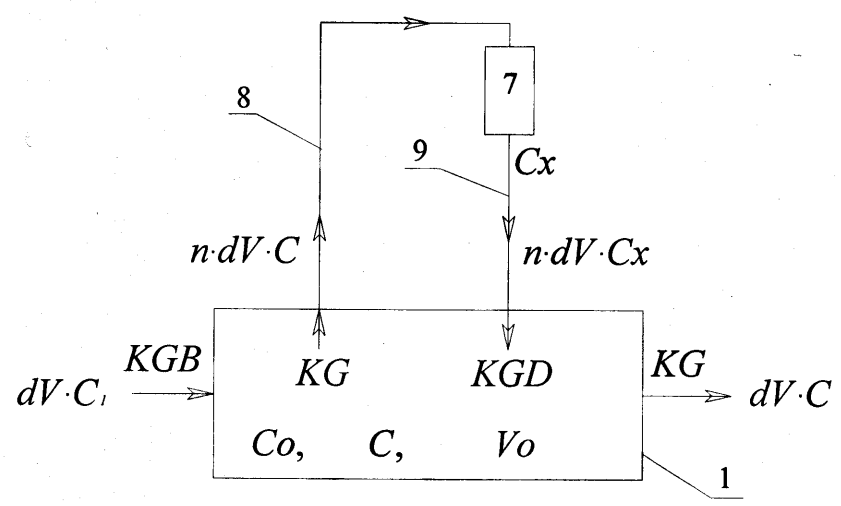 7
8
9
Cx
n·dV·C
n·dV·Cx
KGB
KG
KGD
KG
dV·C₁
dV·C
Co, C, Vo
1